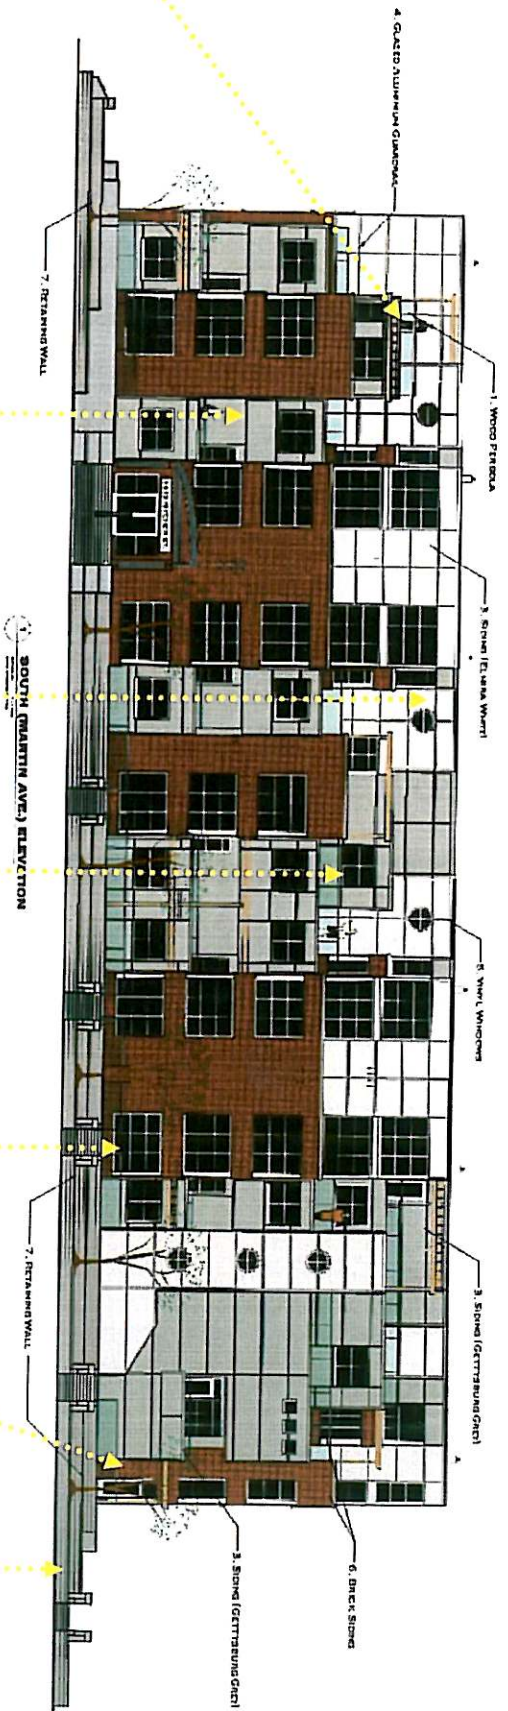 4. GLAZED ALUMINUM GUARDRAIL
1. WOOD PERGOLA
3. SIDING (ELMIRA WHITE)
5. VINYL WINDOWS
3. SIDING (GETTYSBURG GREY)
6. BRICK SIDING
3. SIDING (GETTYSBURG GREY)
7. RETAINING WALL
7. RETAINING WALL
1
SOUTH (MARTIN AVE.) ELEVATION